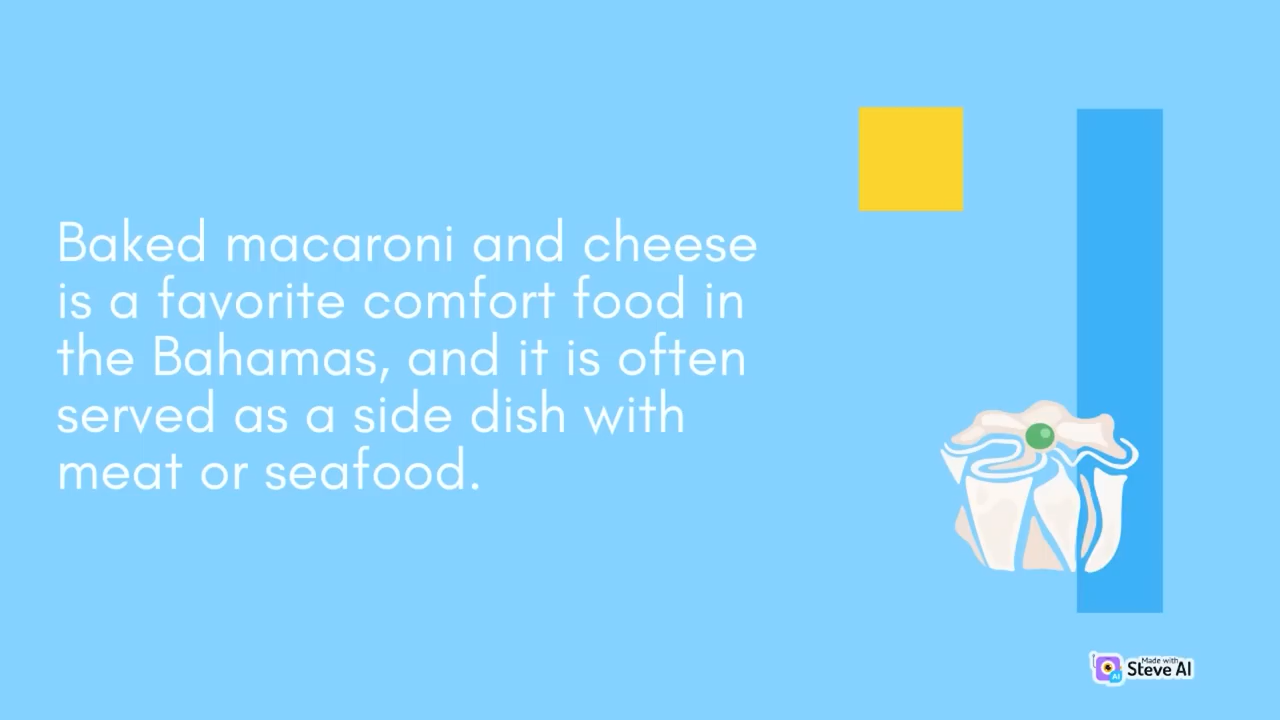 Baked macaroni and cheese
is a favorite comfort food in
the Bahamas, and it is often
served as a side dish with
meat or seafood.
Made with
Steve AI
AI